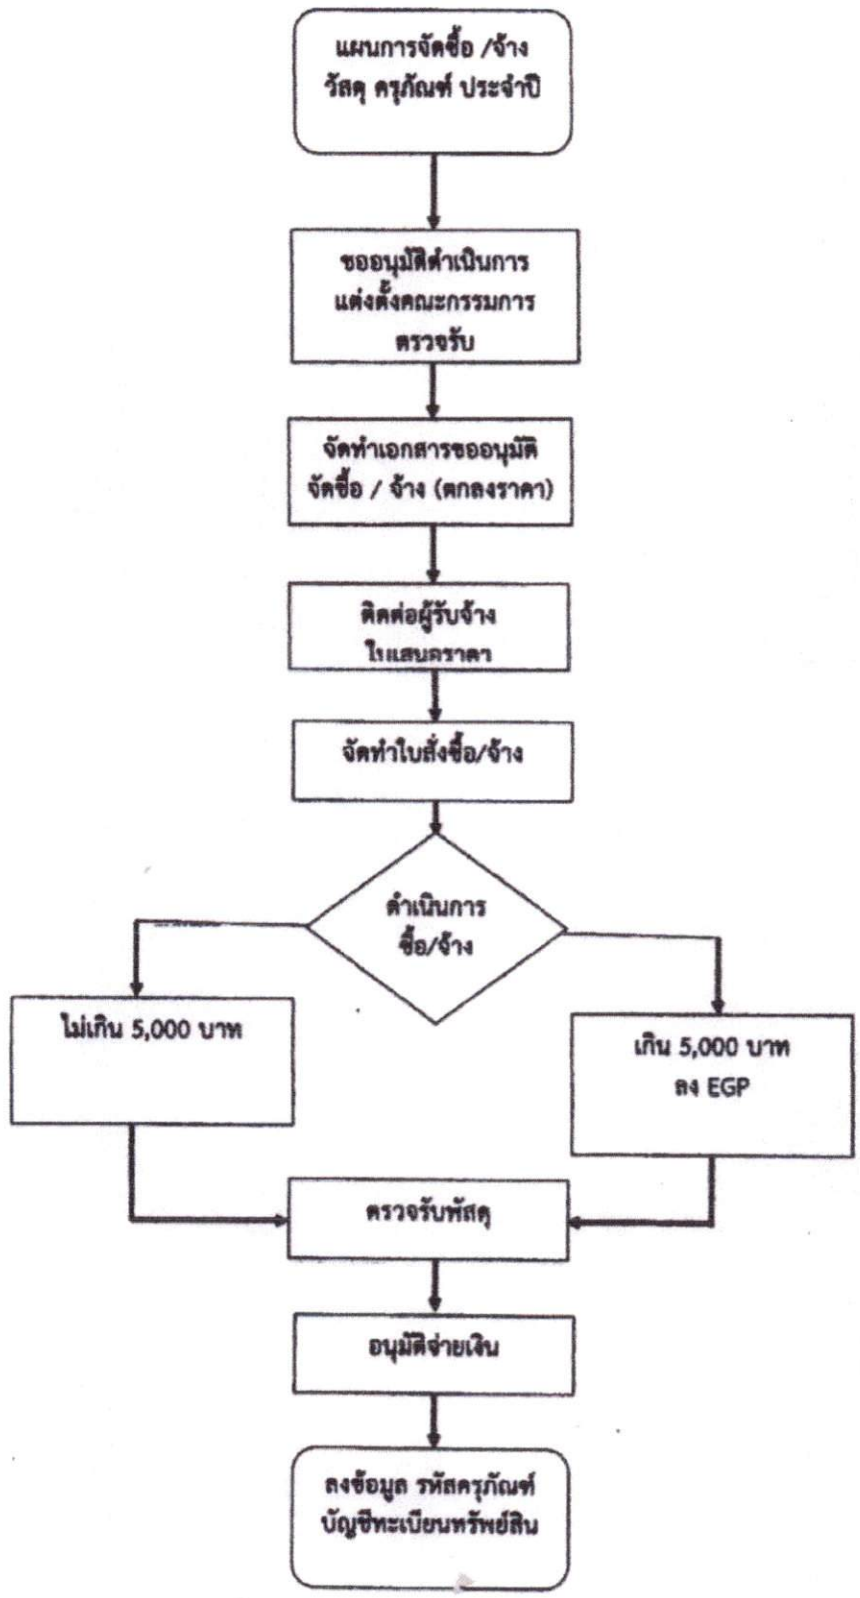 แผนการจัดซื้อ /จ้าง
วัสดุ ครุภัณฑ์ ประจำปี
ขออนุมัติดำเนินการ
แต่งตั้งคณะกรรมการ
ตรวจรับ
จัดทำเอกสารขออนุมัติ
จัดซื้อ / จ้าง (ตกลงราคา)
ติดต่อผู้รับจ้าง
ใบเสนอราคา
จัดทำใบสั่งซื้อ/จ้าง
ดำเนินการ
ซื้อ/จ้าง
ไม่เกิน 5,000 บาท
เกิน 5,000 บาท
ลง EGP
ตรวจรับพัสดุ
อนุมัติจ่ายเงิน
ลงข้อมูล รหัสครุภัณฑ์
บัญชีทะเบียนทรัพย์สิน